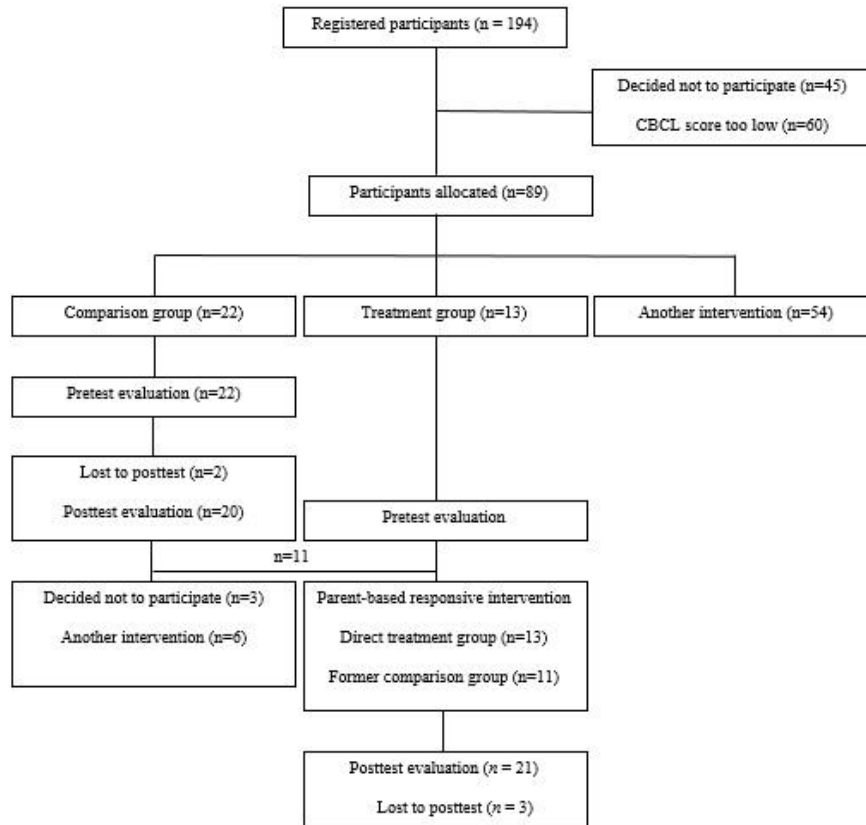 Registered participants (n = 194)
Decided not to participate (n=45)
CBCL score too low (n=60)
Participants allocated (n=89)
Comparison group (n=22)
Treatment group (n=13)
Another intervention (n=54)
Pretest evaluation (n=22)
Lost to posttest (n=2)
Posttest evaluation (n=20)
Pretest evaluation
n=11
Decided not to participate (n=3)
Another intervention (n=6)
Parent-based responsive intervention
Direct treatment group (n=13)
Former comparison group (n=11)
Posttest evaluation (n = 21)
Lost to posttest (n = 3)